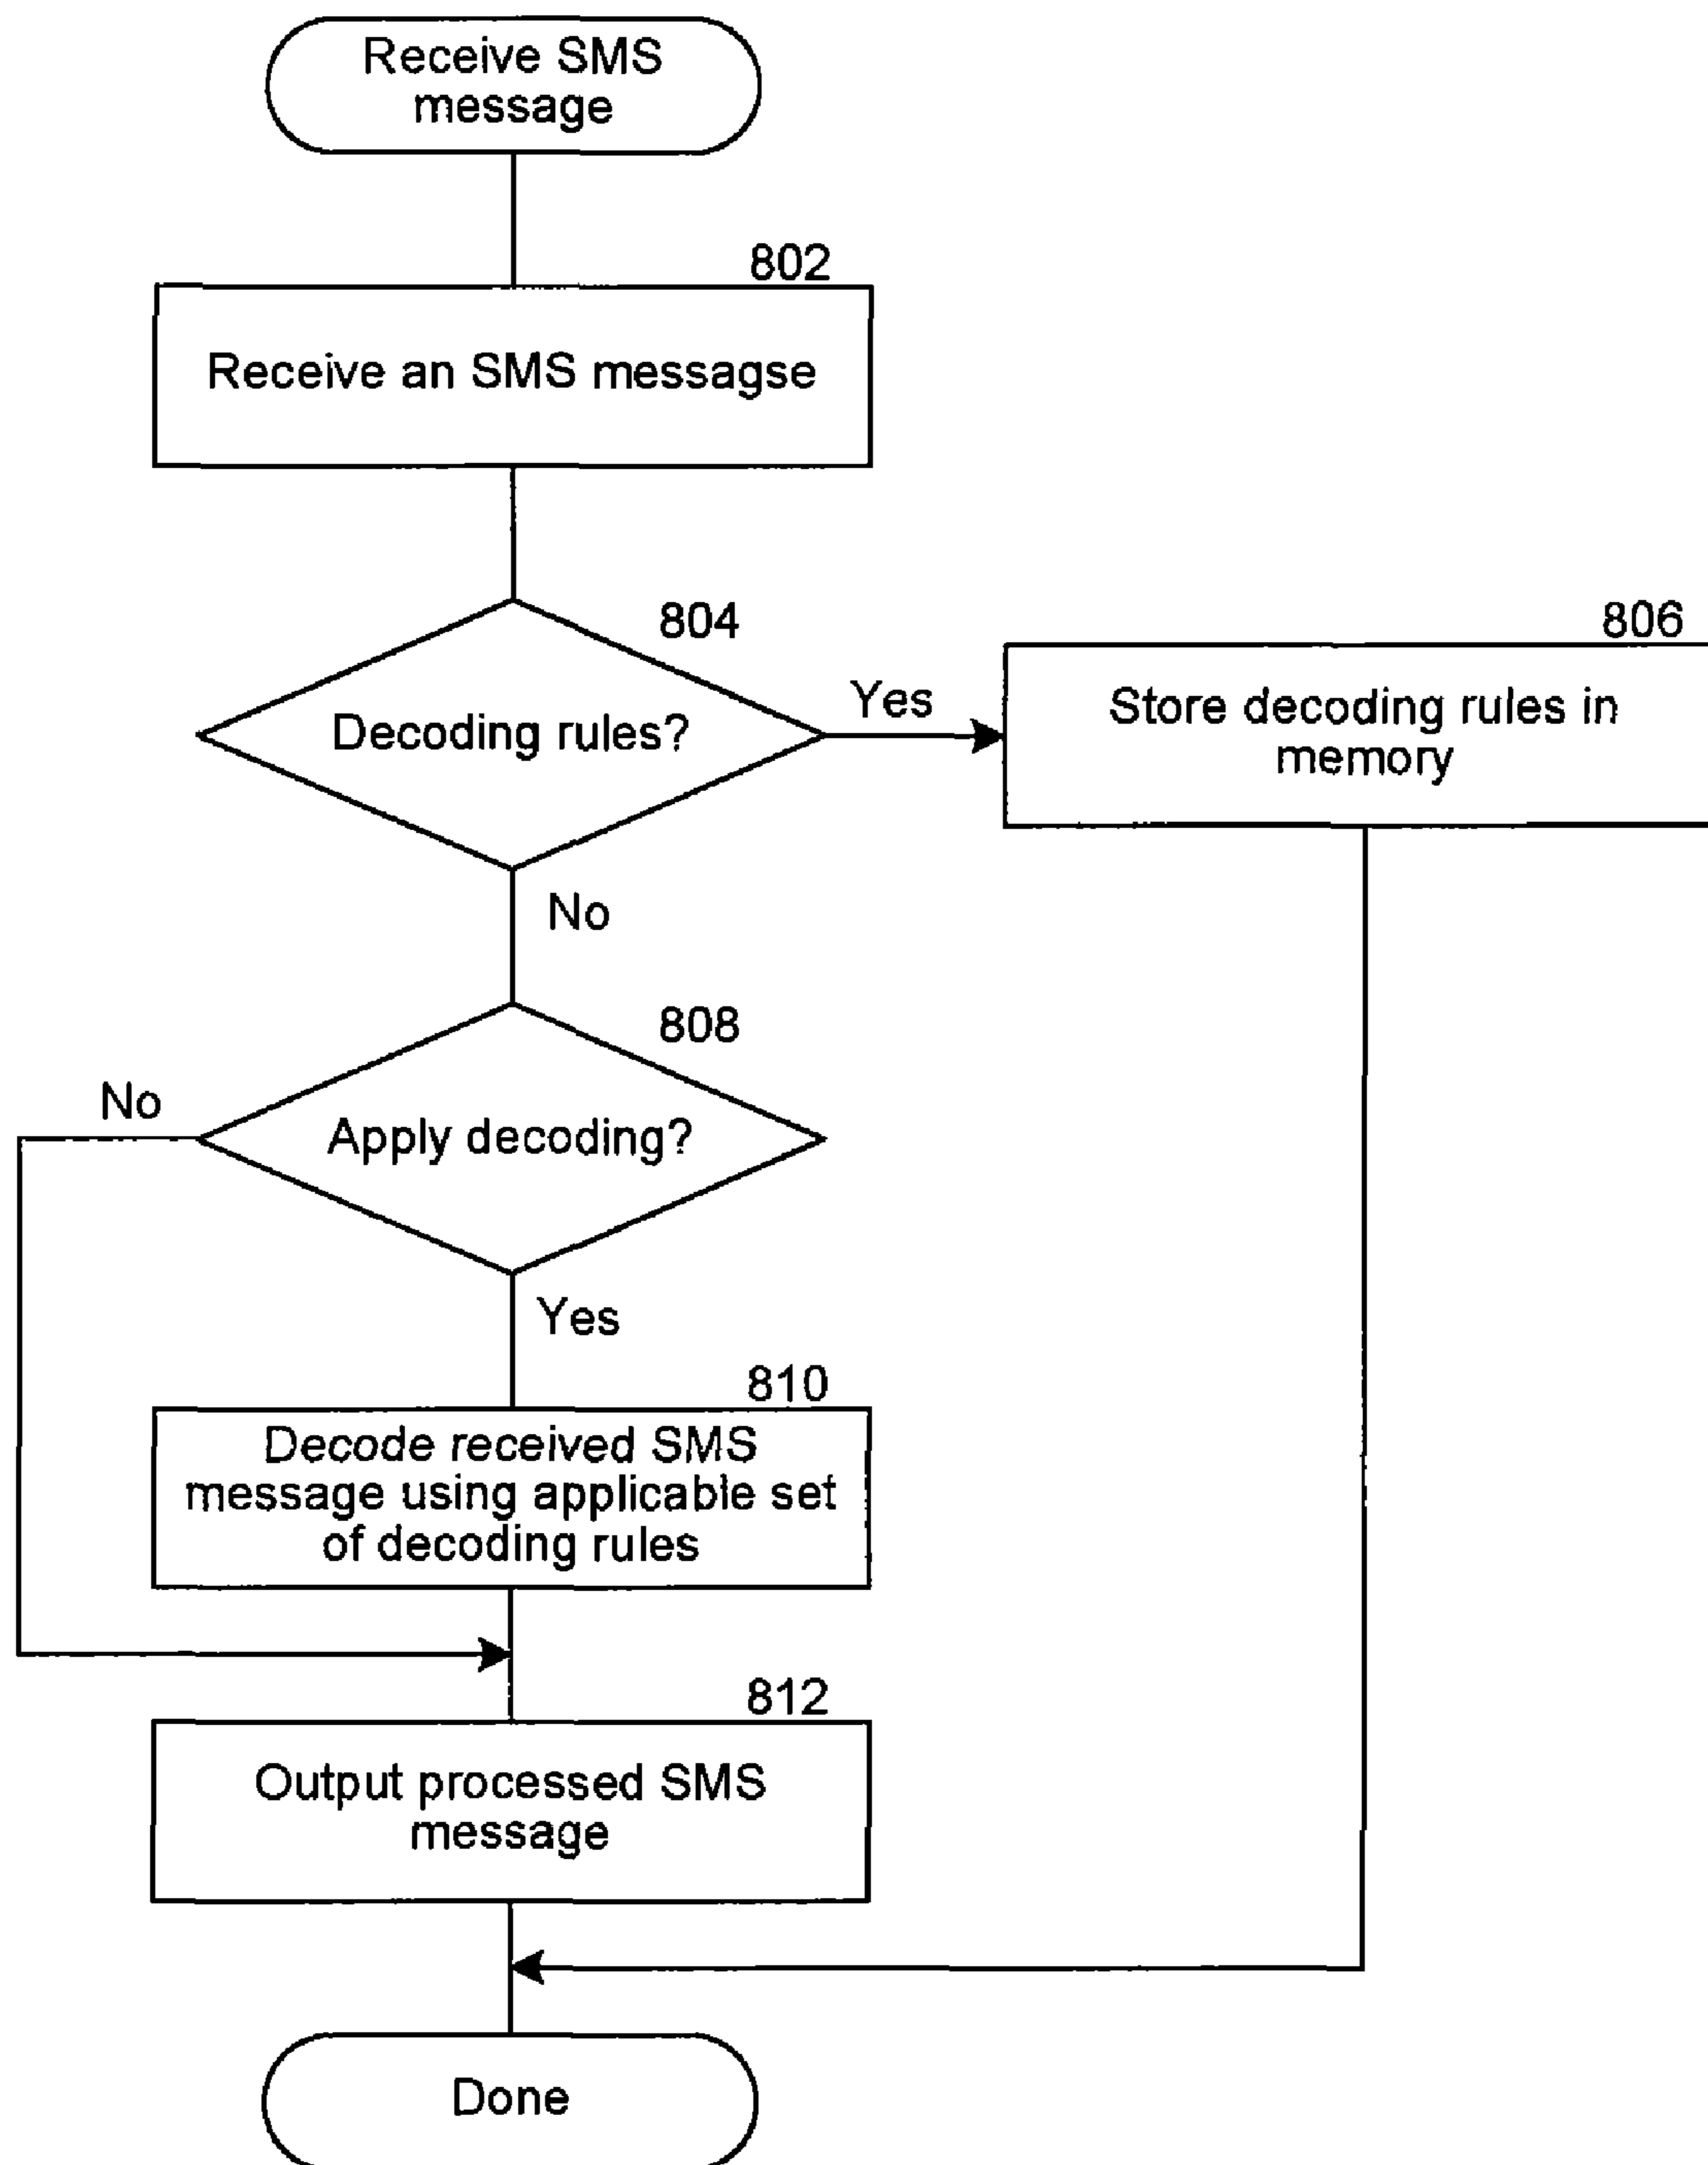 Receive SMS
message
802
Receive an SMS messagse
804
Decoding rules?
Yes
806
Store decoding rules in
memory
No
808
No
Apply decoding?
Yes
810
Decode received SMS
message using applicable set
of decoding rules
812
Output processed SMS
message
Done